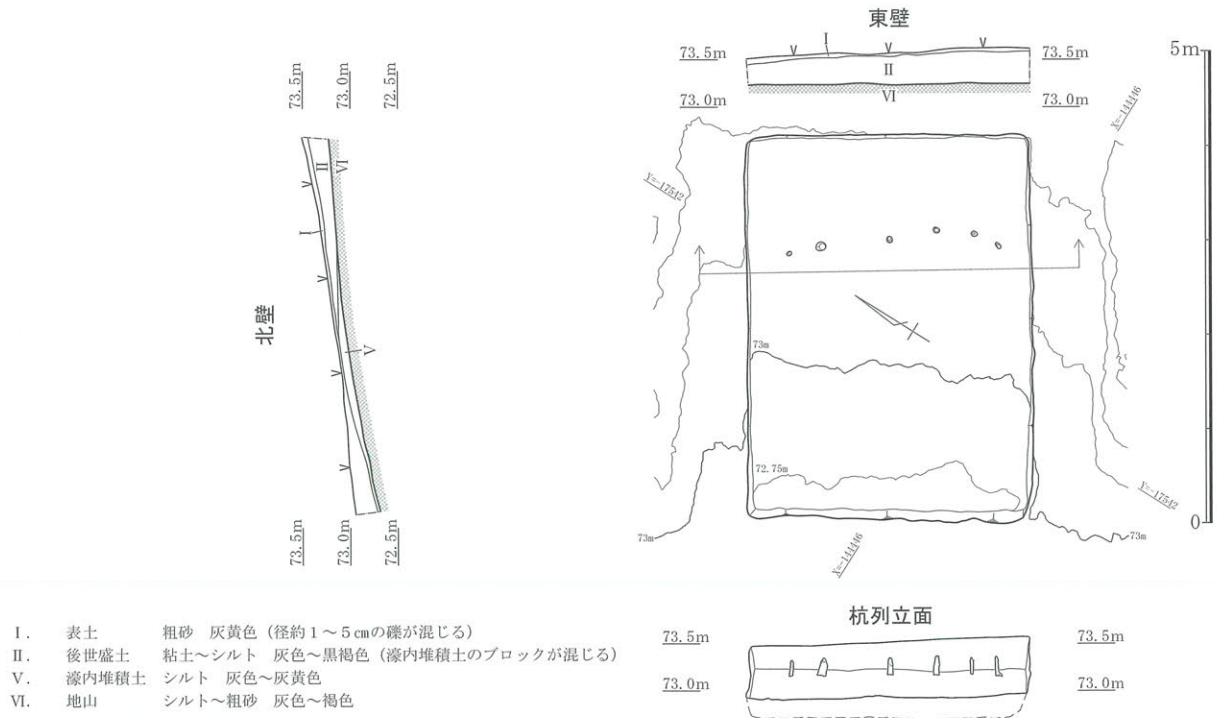 東壁
I
73.5m
73.5m
II
73.0m
VI
73.0m
5m
73.5m
73.0m
72.5m
II
VI
I
北壁
V
73.5m
73.0m
72.5m
X=-144446
Y=-17542
73m
72.75m
Y=-17542
0
73m
73m
X=-144446
杭列立面
73.5m
73.5m
73.0m
73.0m
I. 表土 粗砂 灰黄色(径約1~5㎝の礫が混じる)
II. 後世盛土 粘土~シルト 灰色~黒褐色(濠内堆積土のブロックが混じる)
V. 濠内堆積土 シルト 灰色~灰黄色
VI. 地山 シルト~粗砂 灰色~褐色